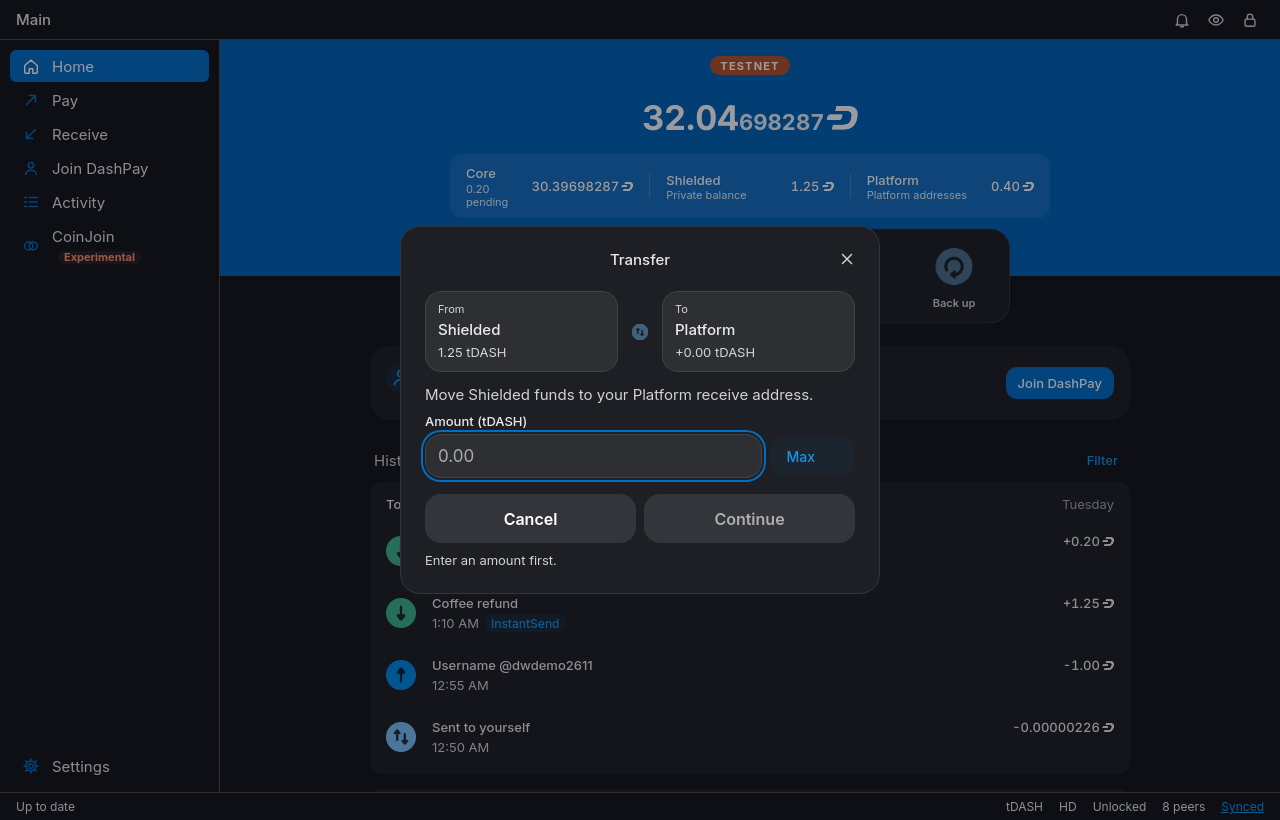 Main
Home
Pay
Receive
Join DashPay
Activity
CoinJoin
Experimental
Settings
TESTNET
32.04698287
Core
0.20
pending
30.39698287
Shielded
Private balance
1.25
Platform
Platform addresses
0.40
Back up
Join DashPay
Transfer
From
Shielded
1.25 tDASH
To
Platform
+0.00 tDASH
Move Shielded funds to your Platform receive address.
Amount (tDASH)
0.00
Max
Cancel
Continue
Enter an amount first.
Filter
Tuesday
+0.20
Coffee refund
1:10 AM InstantSend
+1.25
Username @dwdemo2611
12:55 AM
-1.00
Sent to yourself
12:50 AM
-0.00000226
Up to date
tDASH HD Unlocked 8 peers Synced